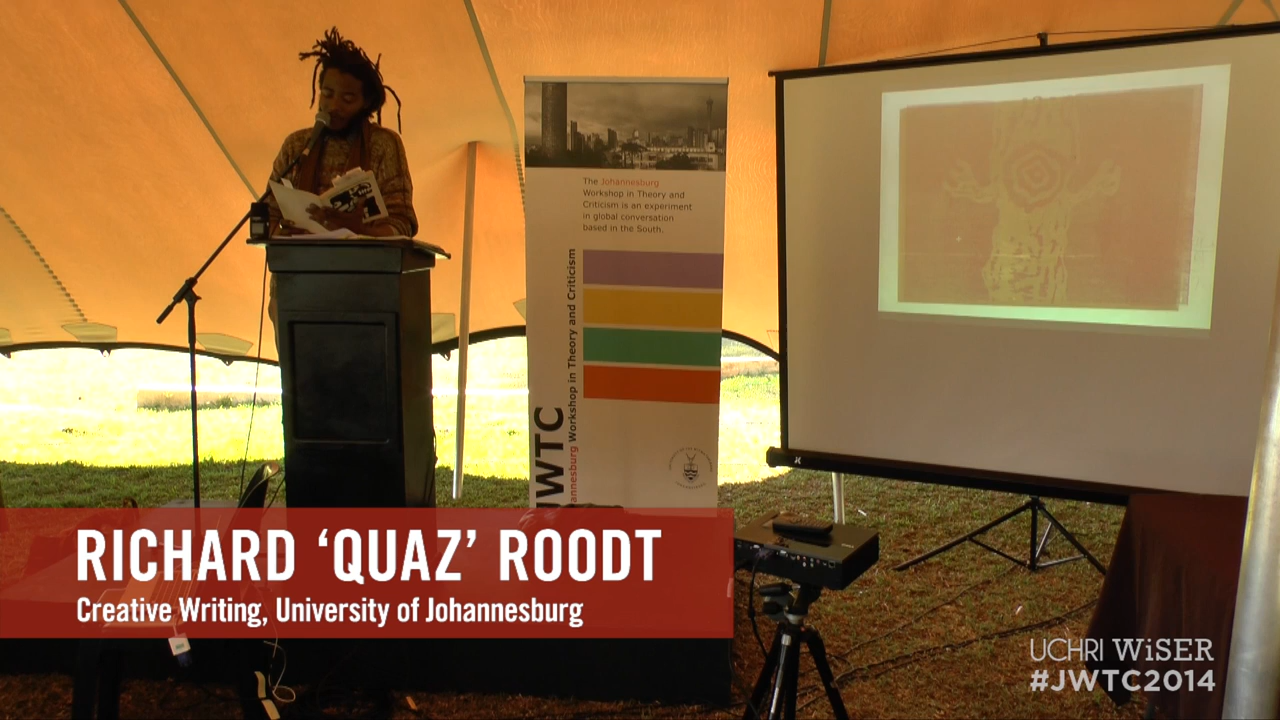 The Johannesburg
Workshop in Theory and
Criticism is an experiment
in global conversation
based in the South.
JWTC
Johannesburg Workshop in Theory and Criticism
RICHARD ‘QUAZ’ ROODT
Creative Writing, University of Johannesburg
UCHRI WiSER
#JWTC2014